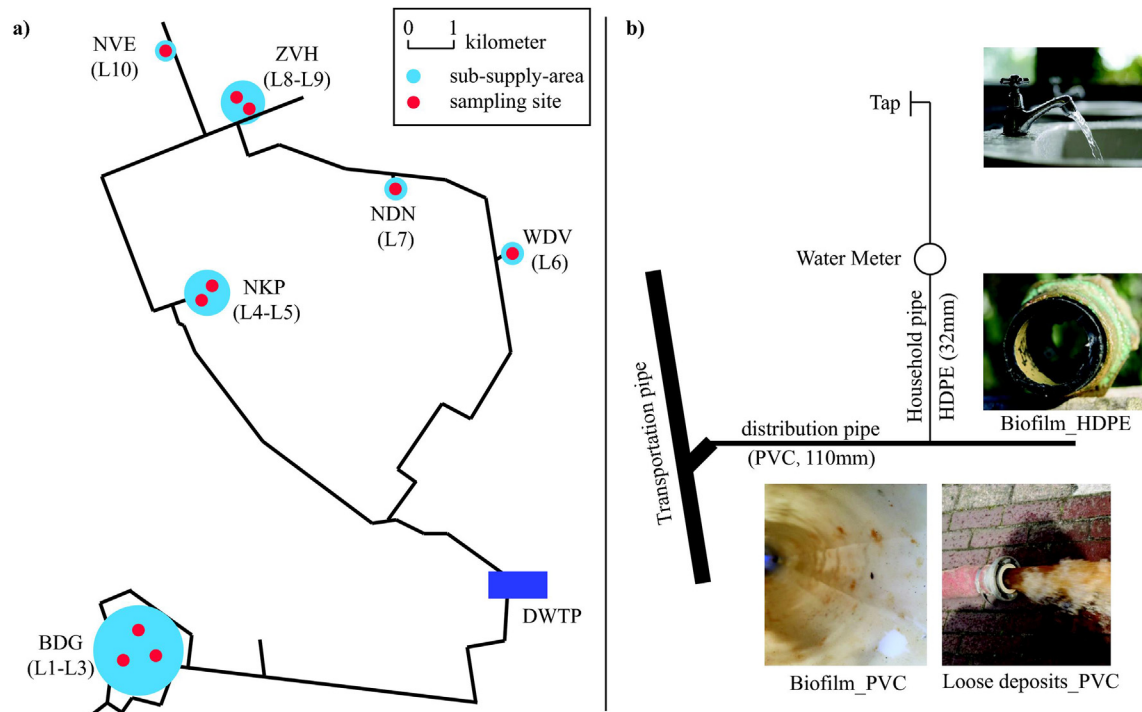 a)
NVE
(L10)
ZVH
(L8-L9)
0 1
kilometer
sub-supply-area
sampling site
NDN
(L7)
WDV
(L6)
NKP
(L4-L5)
DWTP
BDG
(L1-L3)
b)
Tap
Water Meter
Household pipe
HDPE (32mm)
Biofilm_HDPE
Transportation pipe
distribution pipe
(PVC, 110mm)
Biofilm_PVC
Loose deposits_PVC